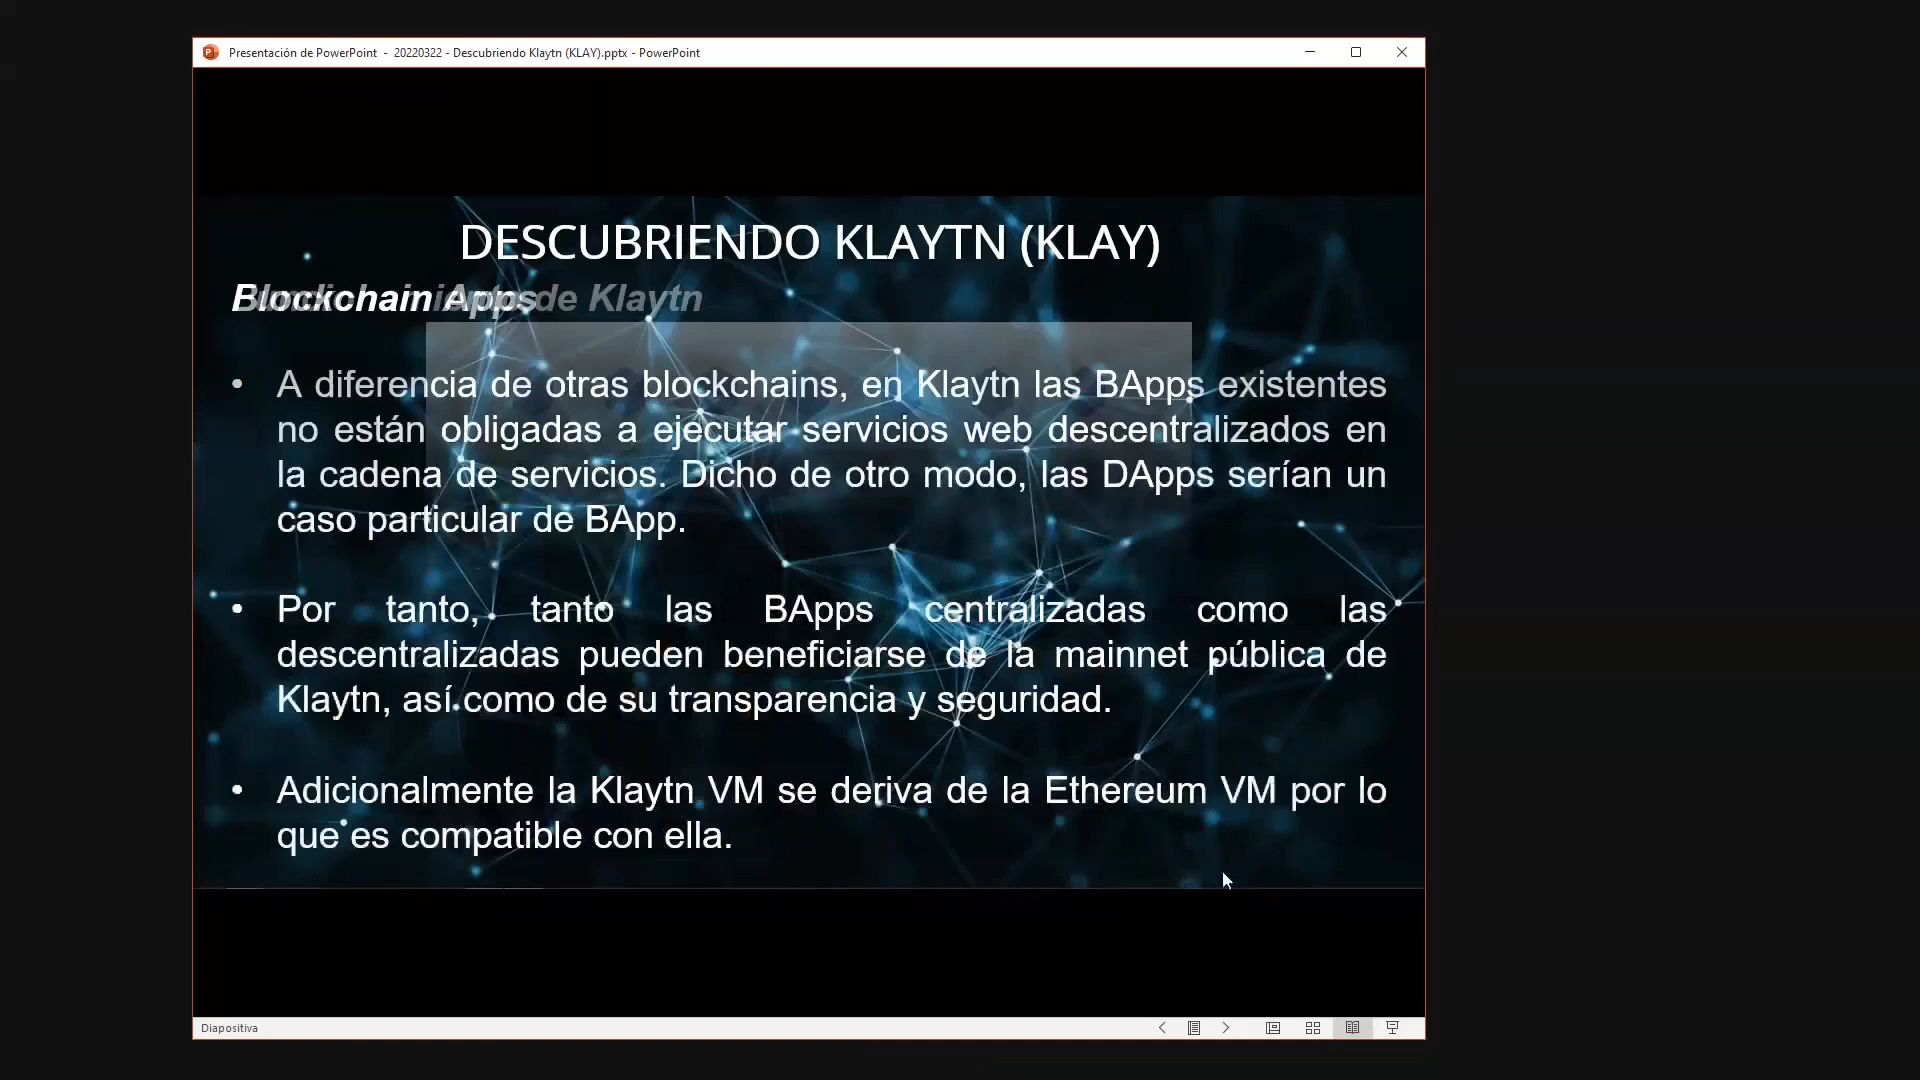 Presentación de PowerPoint - 20220322 - Descubriendo Klaytn (KLAY).pptx - PowerPoint
DESCUBRIENDO KLAYTN (KLAY)
Blockchain Apps de Klaytn
• A diferencia de otras blockchains, en Klaytn las BApps existentes
no están obligadas a ejecutar servicios web descentralizados en
la cadena de servicios. Dicho de otro modo, las DApps serían un
caso particular de BApp.
• Por tanto, tanto las BApps centralizadas como las
descentralizadas pueden beneficiarse de la mainnet pública de
Klaytn, así como de su transparencia y seguridad.
• Adicionalmente la Klaytn VM se deriva de la Ethereum VM por lo
que es compatible con ella.
Diapositiva